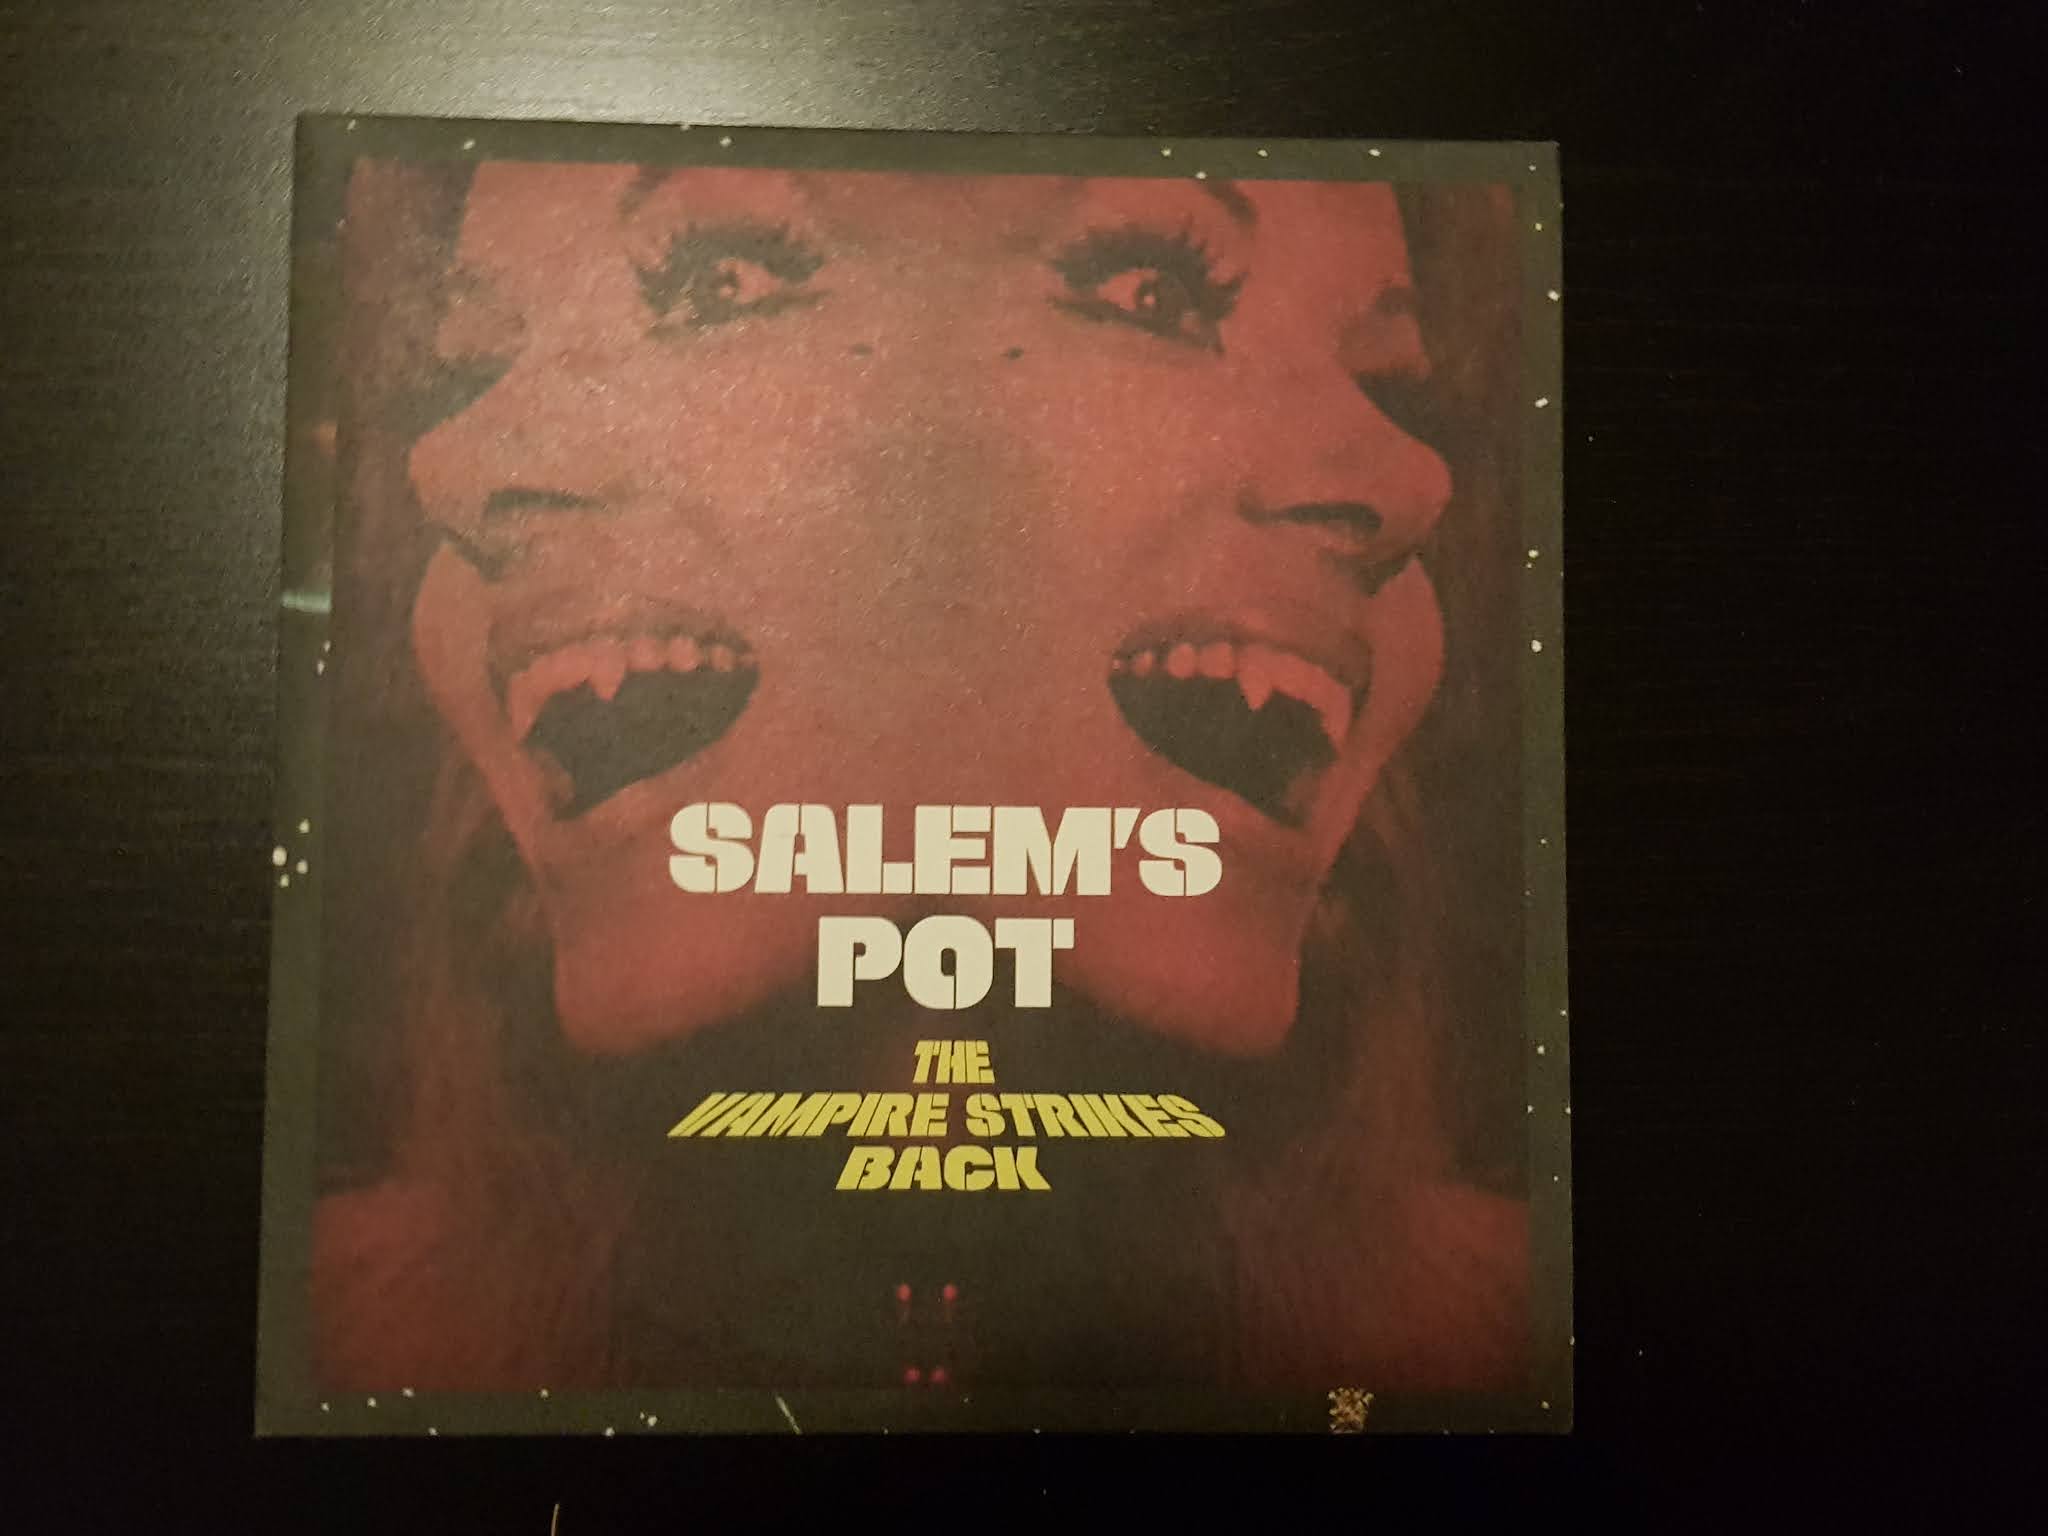 SALEM'S
POT
THE
VAMPIRE STRIKES
BACK